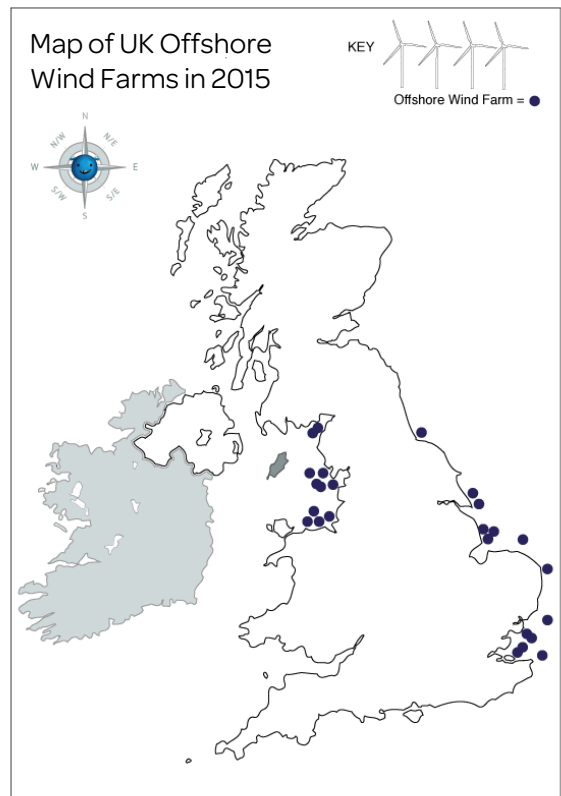 Map of UK Offshore
Wind Farms in 2015
KEY
Offshore Wind Farm =
N
N/W
N/E
W
E
S/W
S/E
S